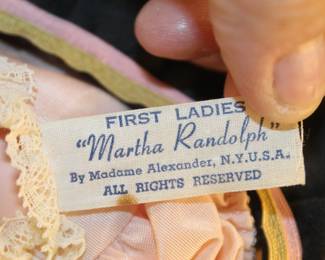 FIRST LADIES
"Martha Randolph"
By Madame Alexander, N.Y.U.S.A.
ALL RIGHTS RESERVED